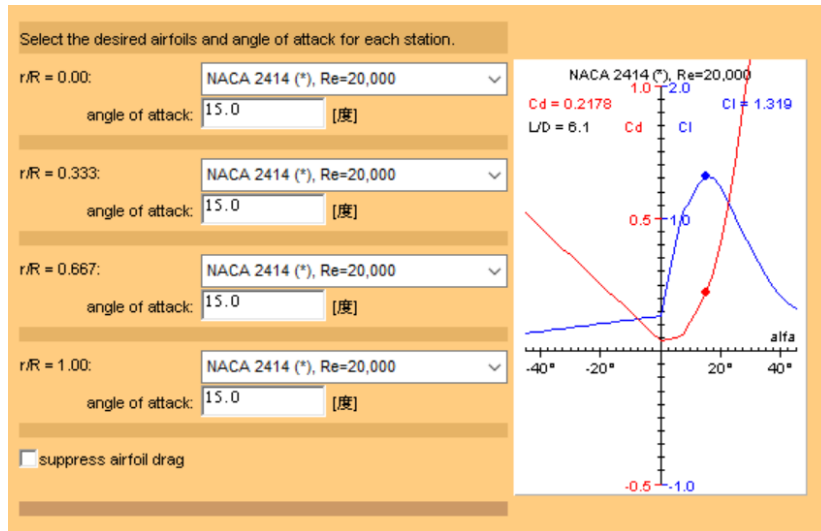 Select the desired airfoils and angle of attack for each station.
r/R = 0.00:
NACA 2414 (*), Re=20,000
angle of attack:
15.0
[度]
r/R = 0.333:
NACA 2414 (*), Re=20,000
angle of attack:
15.0
[度]
r/R = 0.667:
NACA 2414 (*), Re=20,000
angle of attack:
15.0
[度]
r/R = 1.00:
NACA 2414 (*), Re=20,000
angle of attack:
15.0
[度]
suppress airfoil drag
NACA 2414 (*), Re=20,000
1.0 2.0
Cd = 0.2178
Cl = 1.319
L/D = 6.1
Cd
Cl
0.5 1.0
alfa
-40° -20° 20° 40°
-0.5 -1.0